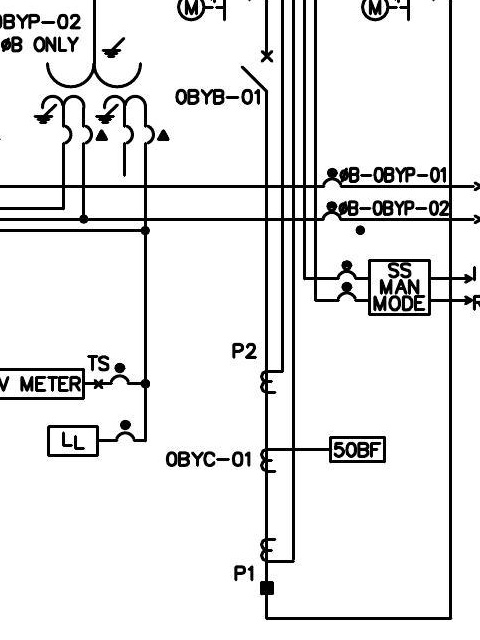 M
M
0BYP-02
øB ONLY
0BYB-01
øB-0BYP-01
øB-0BYP-02
SS
MAN
MODE
P2
TS
V METER
LL
0BYC-01
50BF
P1